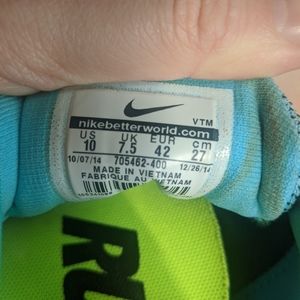 VTM
nikebetterworld.com
US UK EUR cm
10 7.5 42 27
10/07/14 705462-400 12/26/14
MADE IN VIETNAM
FABRIQUE AU VIETNAM